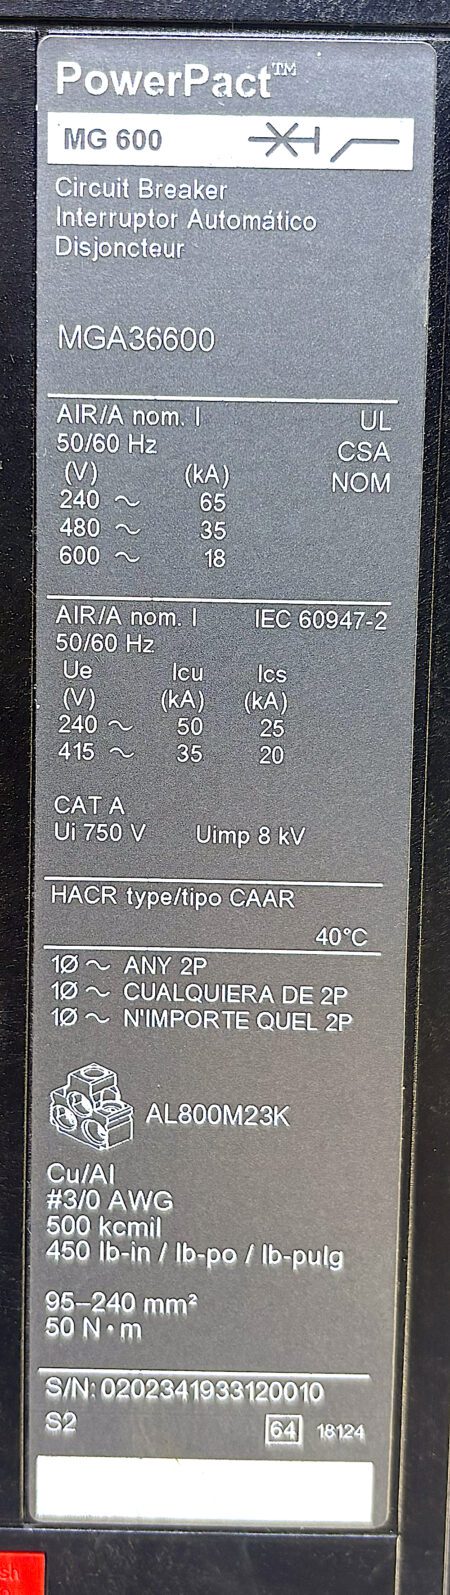 PowerPact™
MG 600
Circuit Breaker
Interruptor Automático
Disjoncteur
MGA36600
AIR/A nom. I UL
50/60 Hz CSA
(V) (kA) NOM
240 ~ 65
480 ~ 35
600 ~ 18
AIR/A nom. I IEC 60947-2
50/60 Hz
Ue Icu Ics
(V) (kA) (kA)
240 ~ 50 25
415 ~ 35 20
CAT A
Ui 750 V Uimp 8 kV
HACR type/tipo CAAR
40°C
1Ø ~ ANY 2P
1Ø ~ CUALQUIERA DE 2P
1Ø ~ N'IMPORTE QUEL 2P
AL800M23K
Cu/Al
#3/0 AWG
500 kcmil
450 lb-in / lb-po / lb-pulg
95–240 mm²
50 N·m
S/N: 0202341933120010
S2 64 18124